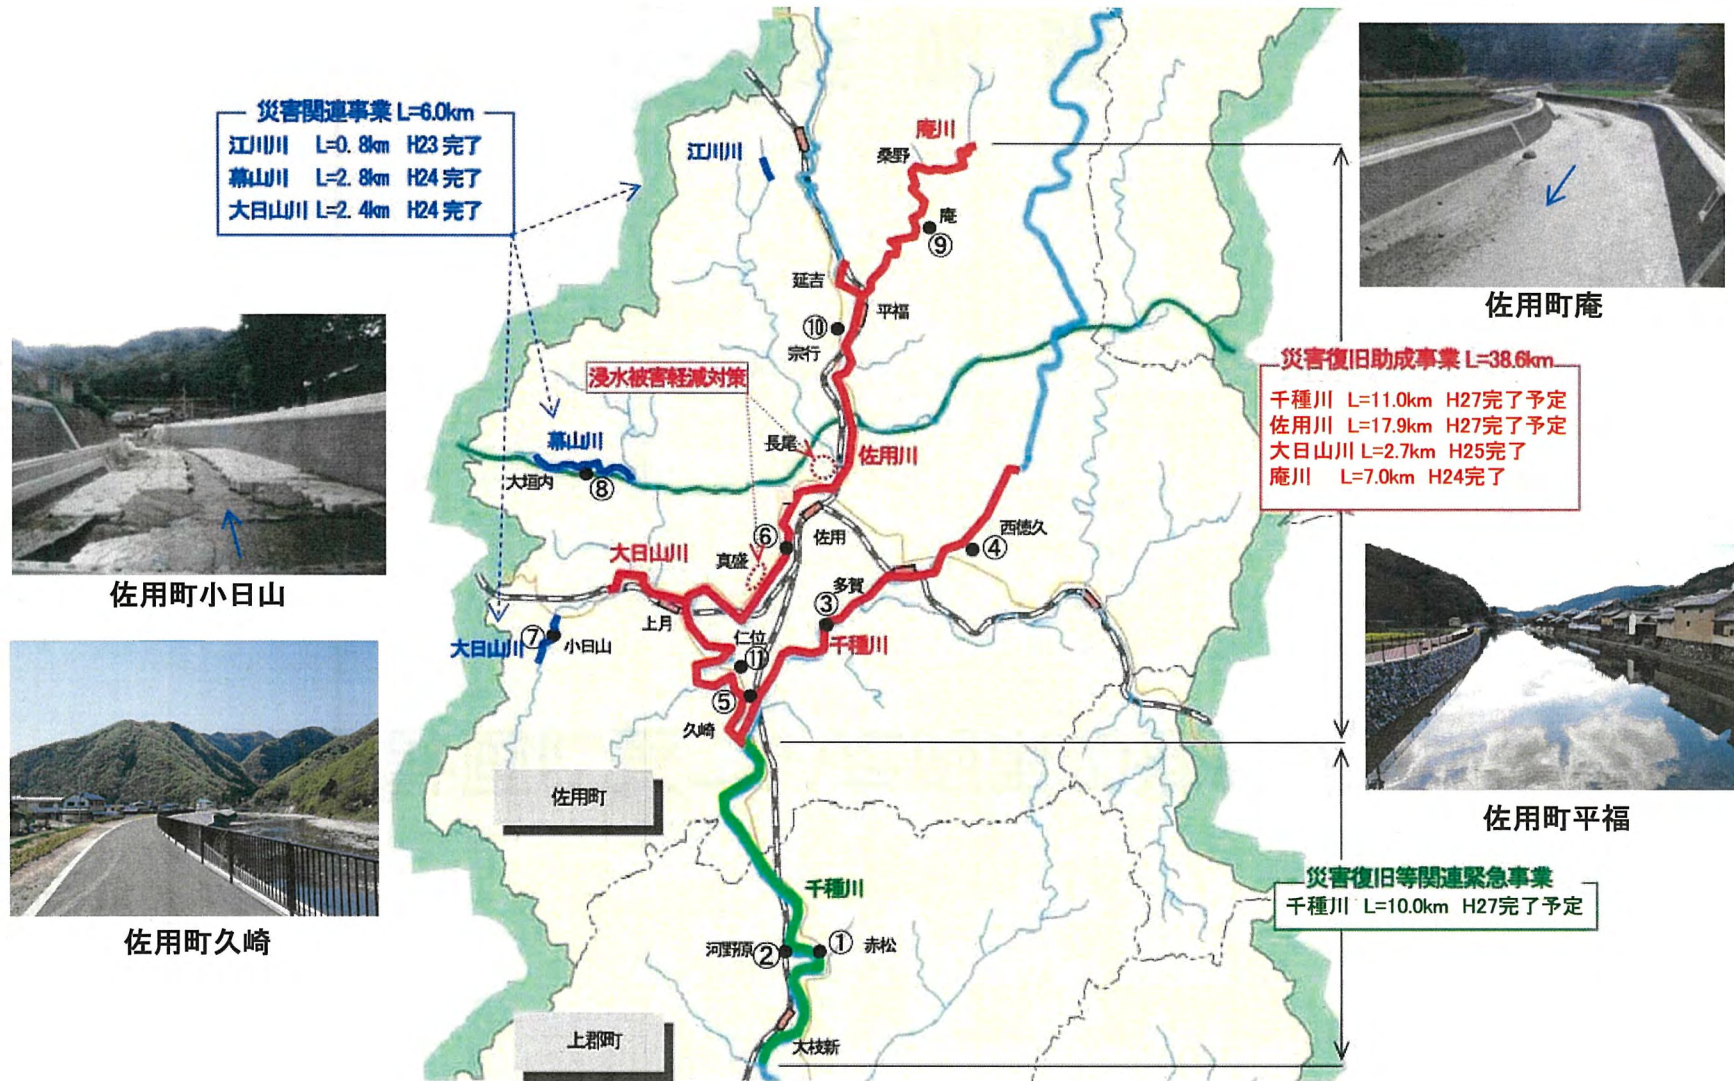 災害関連事業 L=6.0km
江川川 L=0.8km H23完了
幕山川 L=2.8km H24完了
大日山川 L=2.4km H24完了
佐用町小日山
佐用町久崎
江川川
庵川
桑野
庵
⑨
延吉
平福
⑩
宗行
浸水被害軽減対策
長尾
佐用川
幕山川
大垣内
⑧
佐用
⑥
真盛
西徳久
④
大日山川
多賀
③
上月
仁位
千種川
⑦
小日山
大日山川
⑪
⑤
久崎
佐用町
千種川
河野原
②
①
赤松
上郡町
大枝新
佐用町庵
災害復旧助成事業 L=38.6km
千種川 L=11.0km H27完了予定
佐用川 L=17.9km H27完了予定
大日山川 L=2.7km H25完了
庵川 L=7.0km H24完了
佐用町平福
災害復旧等関連緊急事業
千種川 L=10.0km H27完了予定